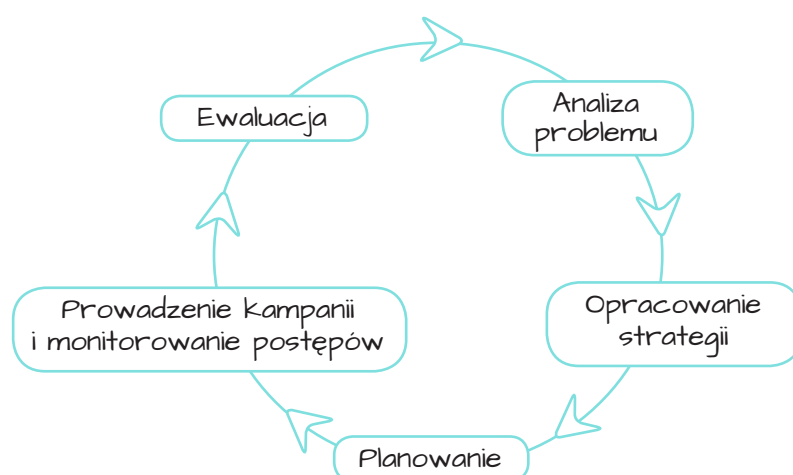 Ewaluacja
Analiza
problemu
Prowadzenie kampanii
i monitorowanie postępów
Opracowanie
strategii
Planowanie